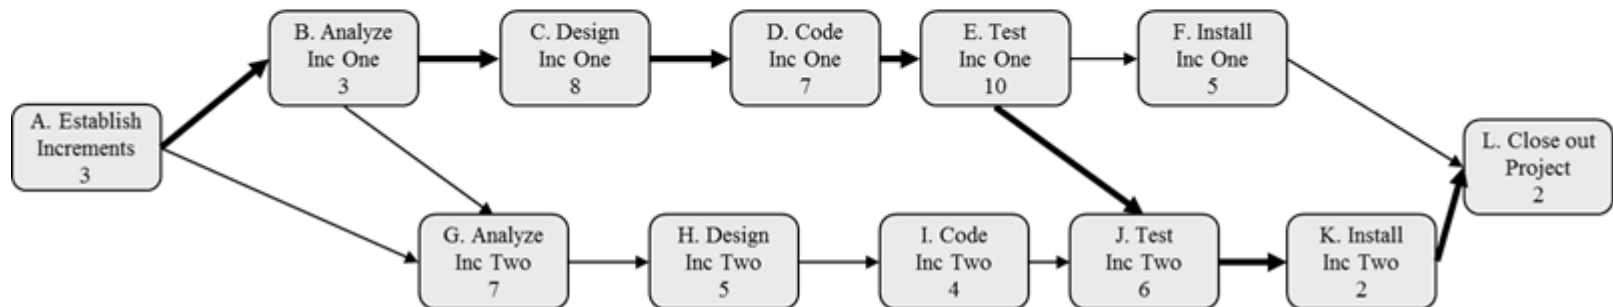 B. Analyze
Inc One
3
C. Design
Inc One
8
D. Code
Inc One
7
E. Test
Inc One
10
F. Install
Inc One
5
A. Establish
Increments
3
L. Close out
Project
2
G. Analyze
Inc Two
7
H. Design
Inc Two
5
I. Code
Inc Two
4
J. Test
Inc Two
6
K. Install
Inc Two
2